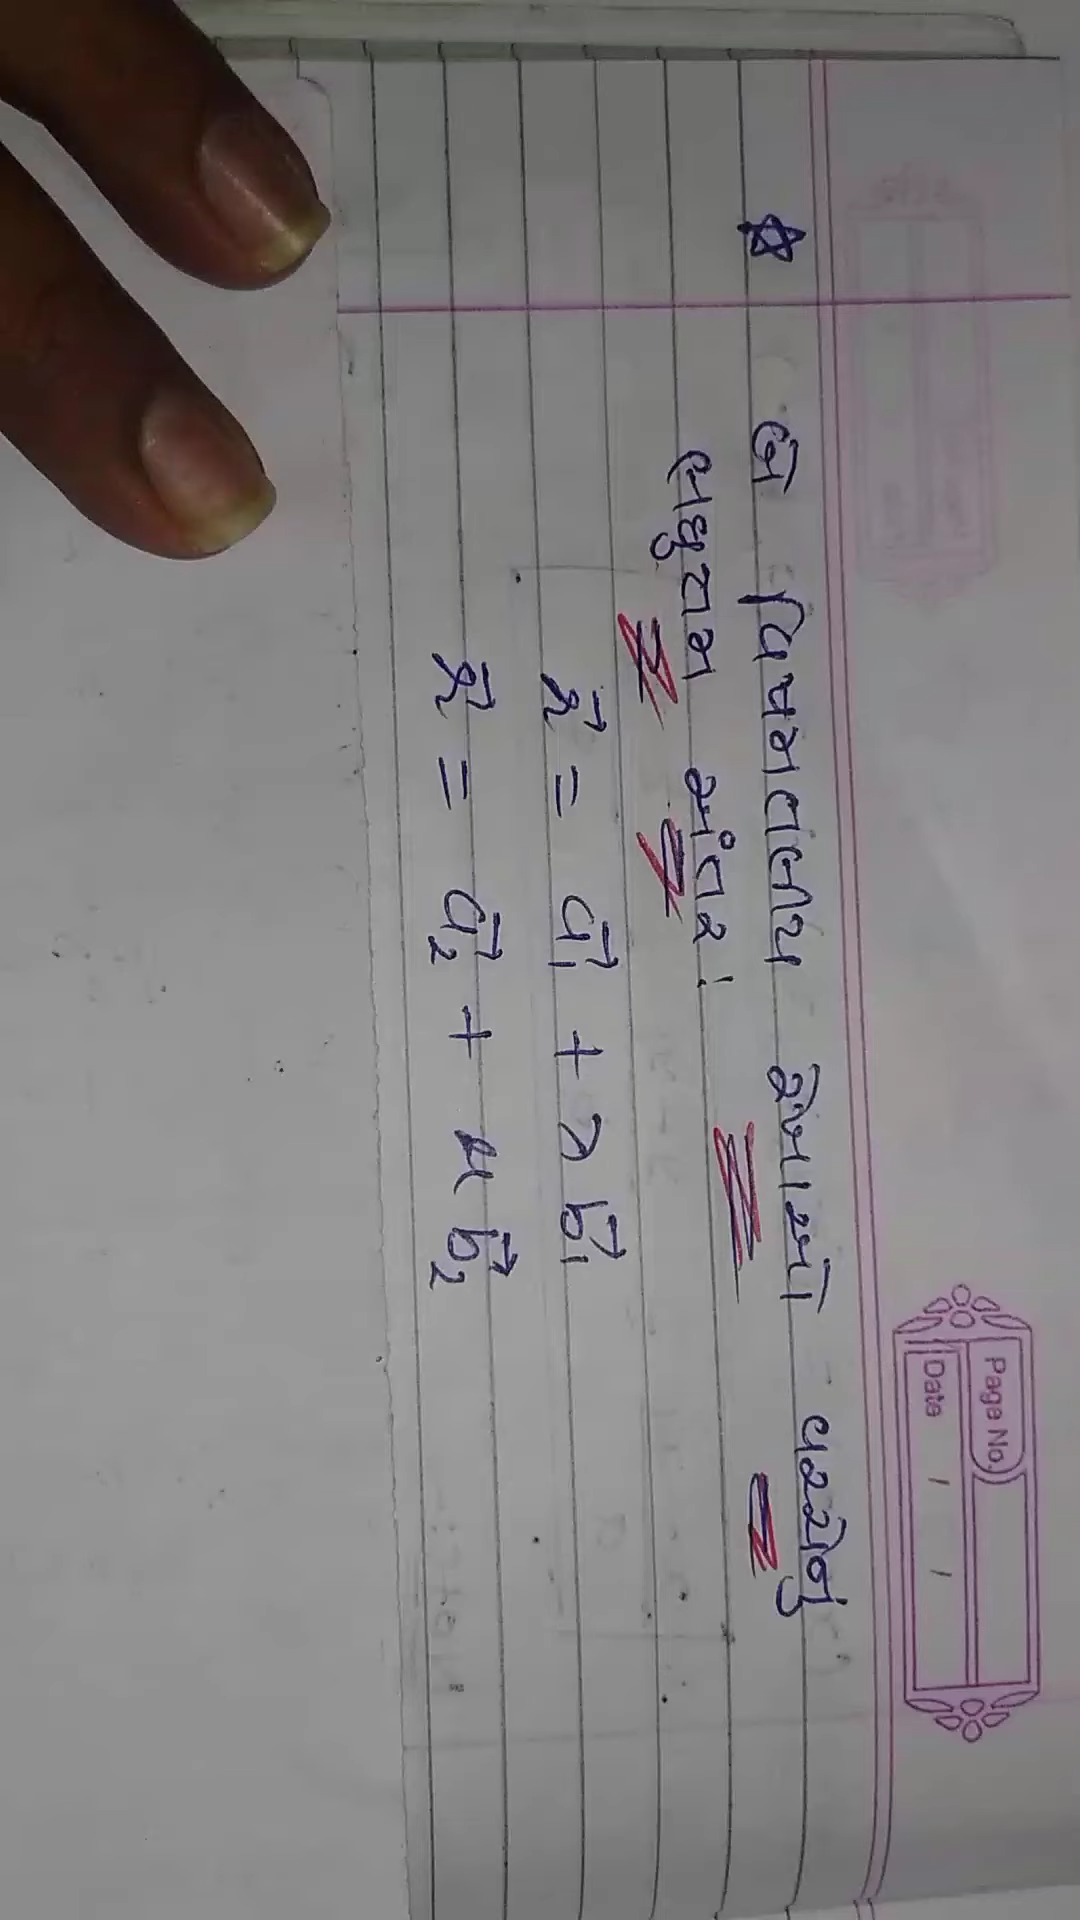 Page No.
Date / /
☆ બે વિષમતલીય રેખાઓ વચ્ચેનું
લઘુત્તમ અંતર :
r⃗ = a⃗₁ + λ b⃗₁
r⃗ = a⃗₂ + μ b⃗₂